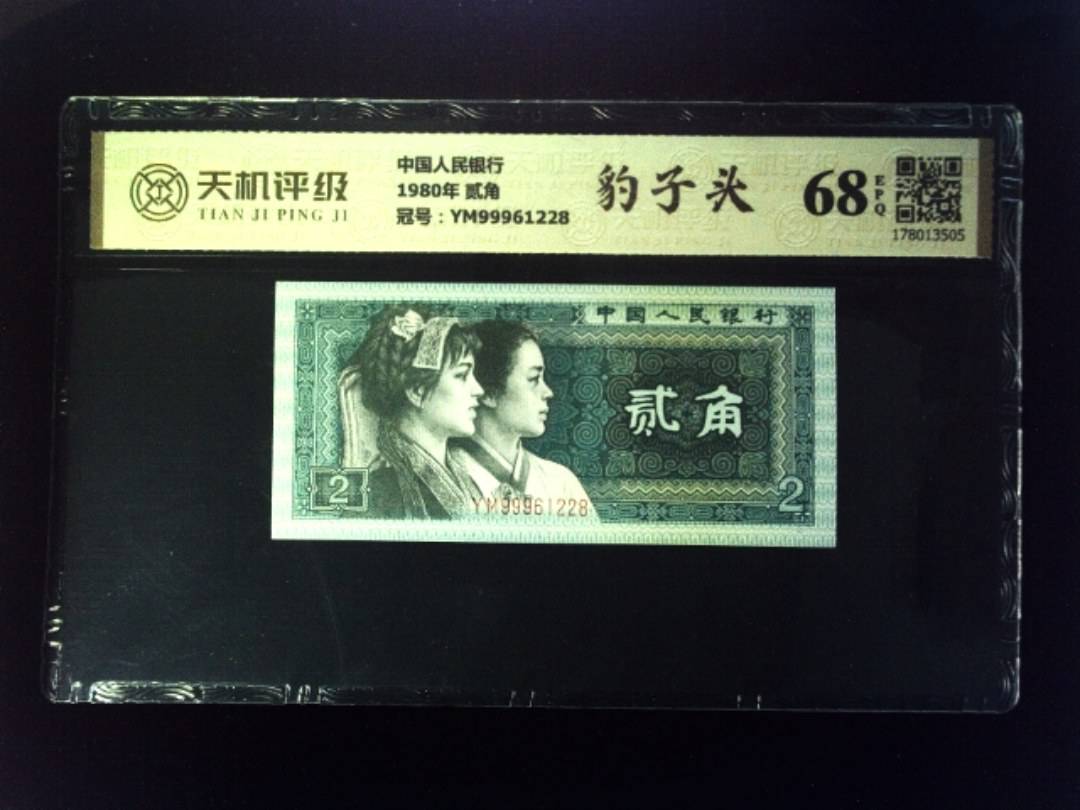 天机评级
TIAN JI PING JI
中国人民银行
1980年 贰角
冠号：YM99961228
豹子头
68
EPQ
178013505
中国人民银行
贰角
2
YM99961228
2